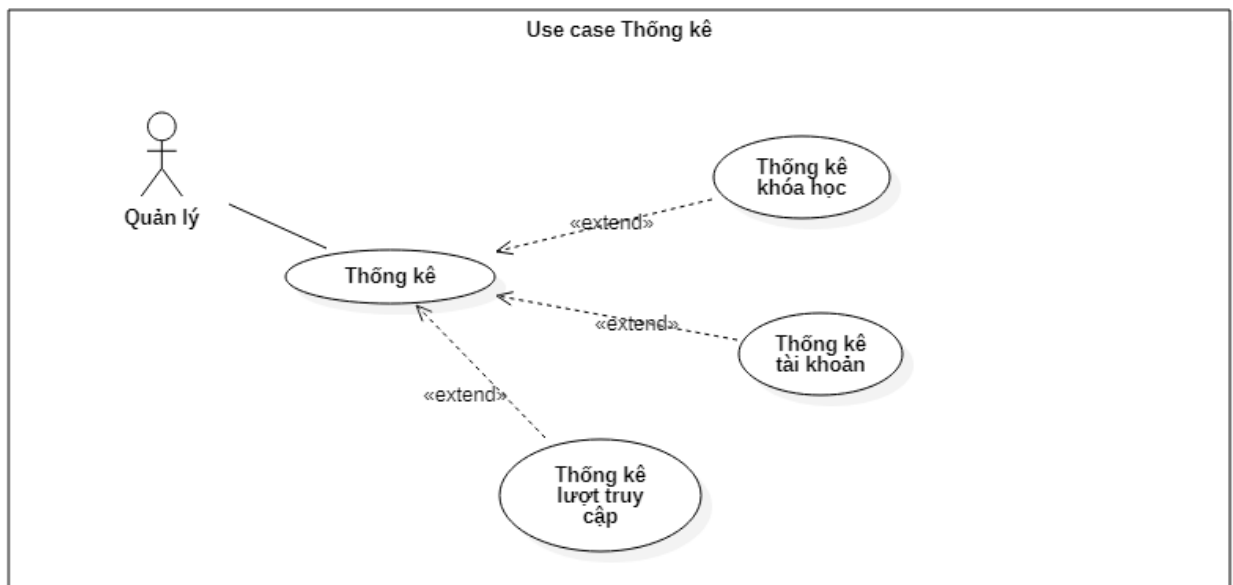 Use case Thống kê
Quản lý
Thống kê
khóa học
«extend»
Thống kê
«extend»
Thống kê
tài khoản
«extend»
Thống kê
lượt truy
cập